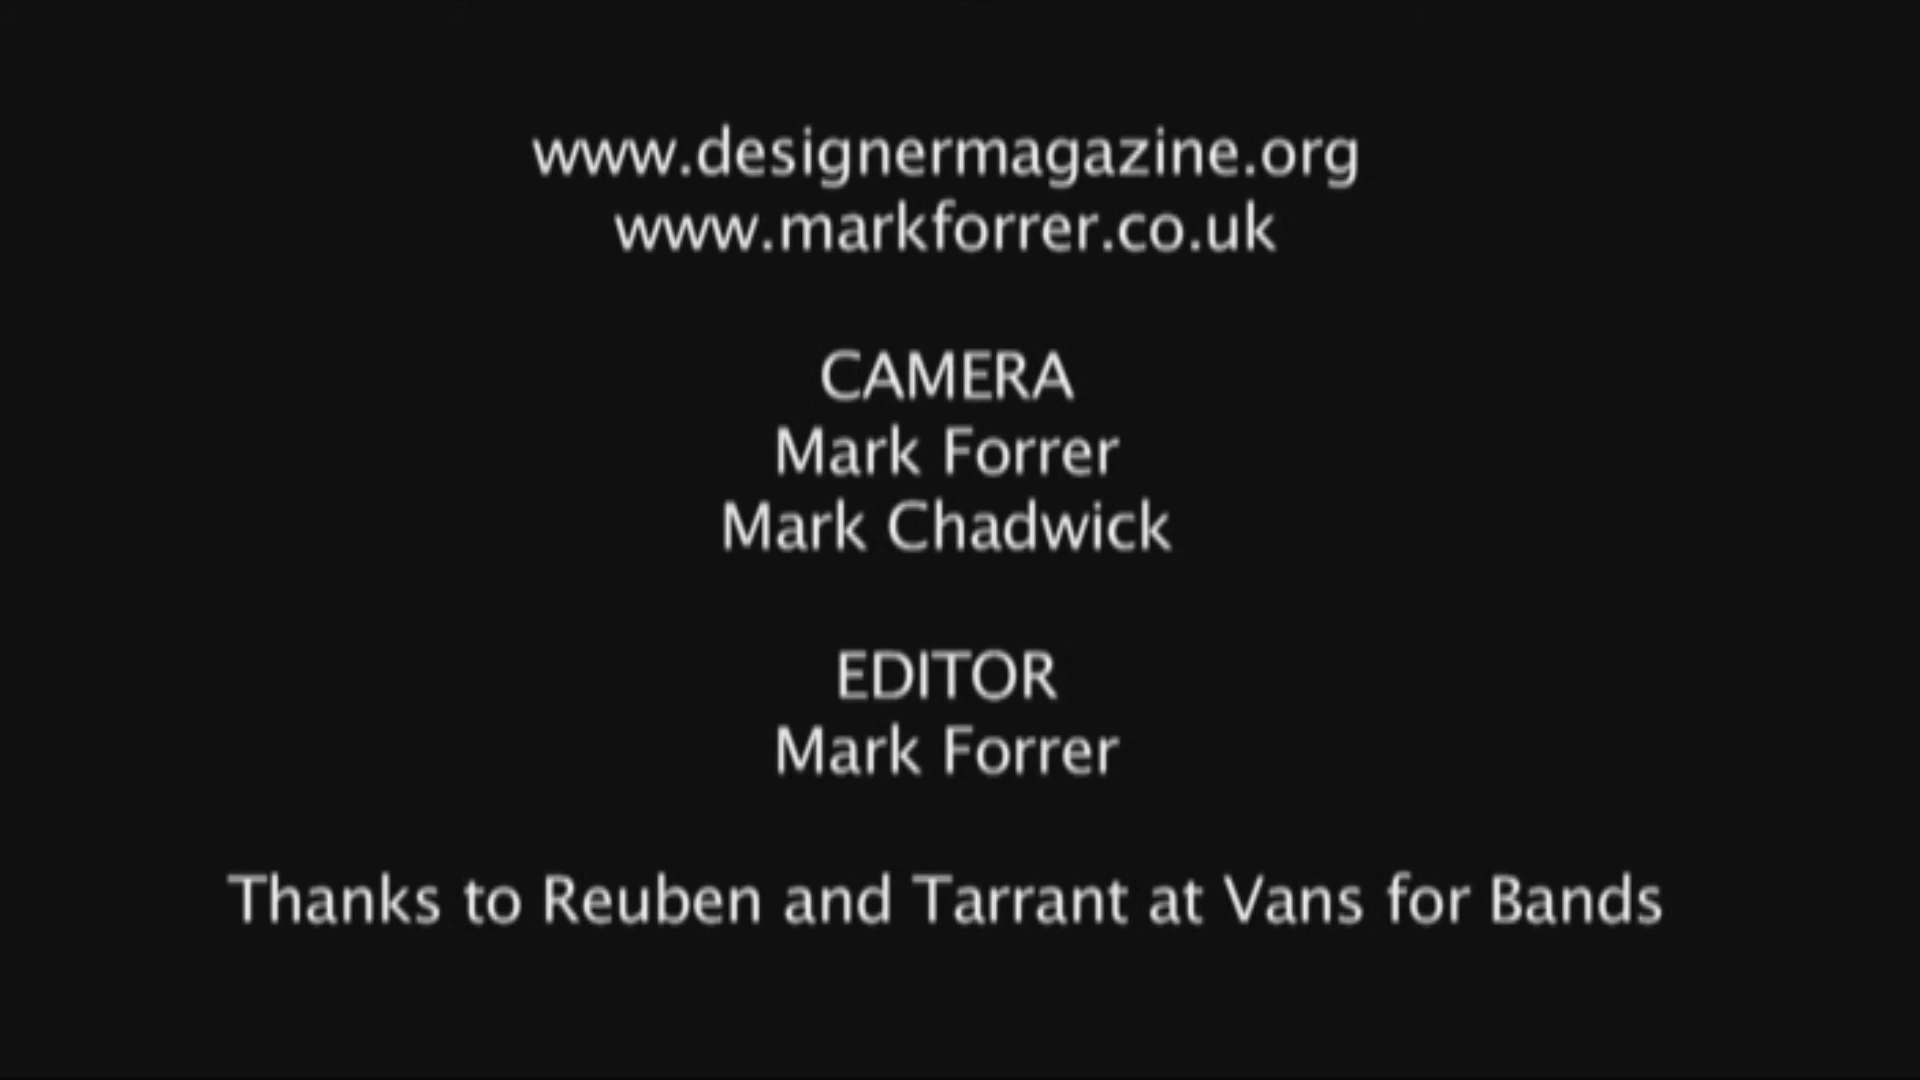 www.designermagazine.org
www.markforrer.co.uk
CAMERA
Mark Forrer
Mark Chadwick
EDITOR
Mark Forrer
Thanks to Reuben and Tarrant at Vans for Bands